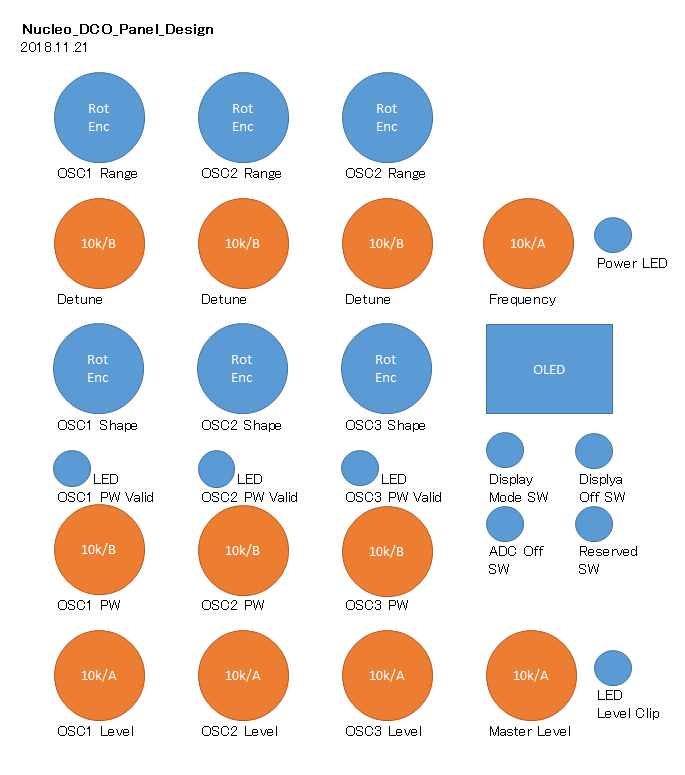 Nucleo_DCO_Panel_Design
2018.11.21
Rot
Enc
Rot
Enc
Rot
Enc
OSC1 Range
OSC2 Range
OSC2 Range
10k/B
10k/B
10k/B
10k/A
Power LED
Detune
Detune
Detune
Frequency
Rot
Enc
Rot
Enc
Rot
Enc
OLED
OSC1 Shape
OSC2 Shape
OSC3 Shape
LED
OSC1 PW Valid
LED
OSC2 PW Valid
LED
OSC3 PW Valid
Display
Mode SW
Displya
Off SW
10k/B
10k/B
10k/B
ADC Off
SW
Reserved
SW
OSC1 PW
OSC2 PW
OSC3 PW
10k/A
10k/A
10k/A
10k/A
LED
Level Clip
OSC1 Level
OSC2 Level
OSC3 Level
Master Level